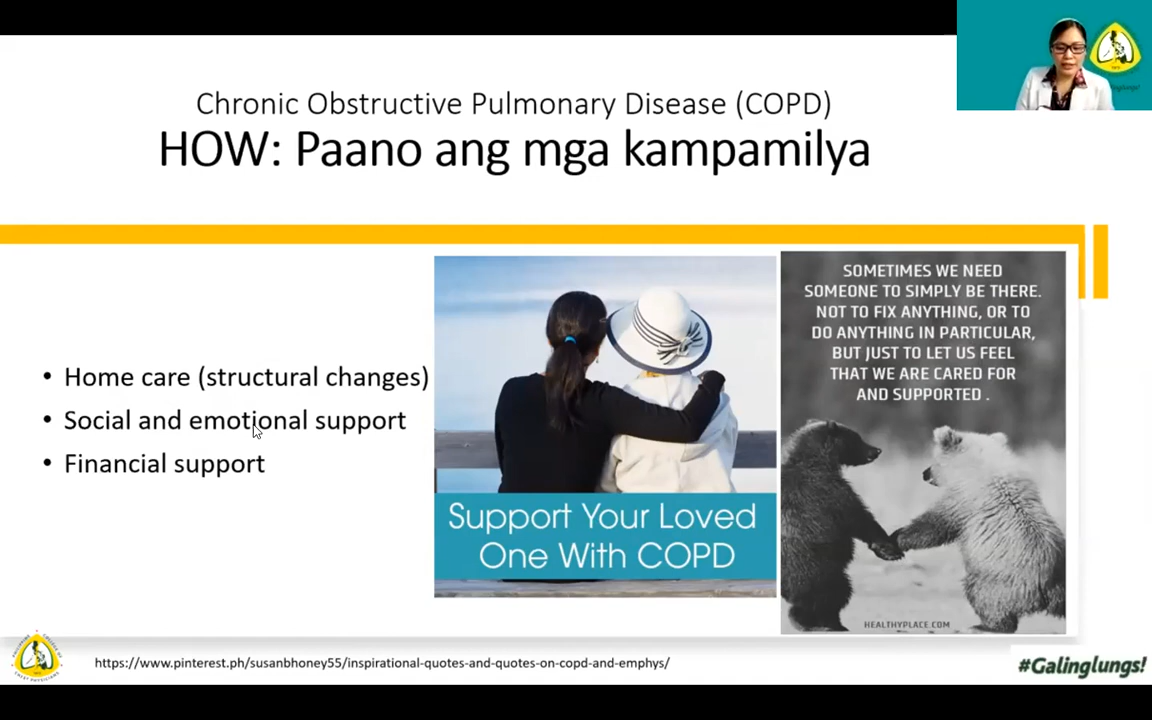 Chronic Obstructive Pulmonary Disease (COPD)
HOW: Paano ang mga kampamilya
• Home care (structural changes)
• Social and emotional support
• Financial support
Support Your Loved
One With COPD
SOMETIMES WE NEED
SOMEONE TO SIMPLY BE THERE.
NOT TO FIX ANYTHING, OR TO
DO ANYTHING IN PARTICULAR,
BUT JUST TO LET US FEEL
THAT WE ARE CARED FOR
AND SUPPORTED .
HEALTHYPLACE.COM
https://www.pinterest.ph/susanbhoney55/inspirational-quotes-and-quotes-on-copd-and-emphys/
#Galinglungs!